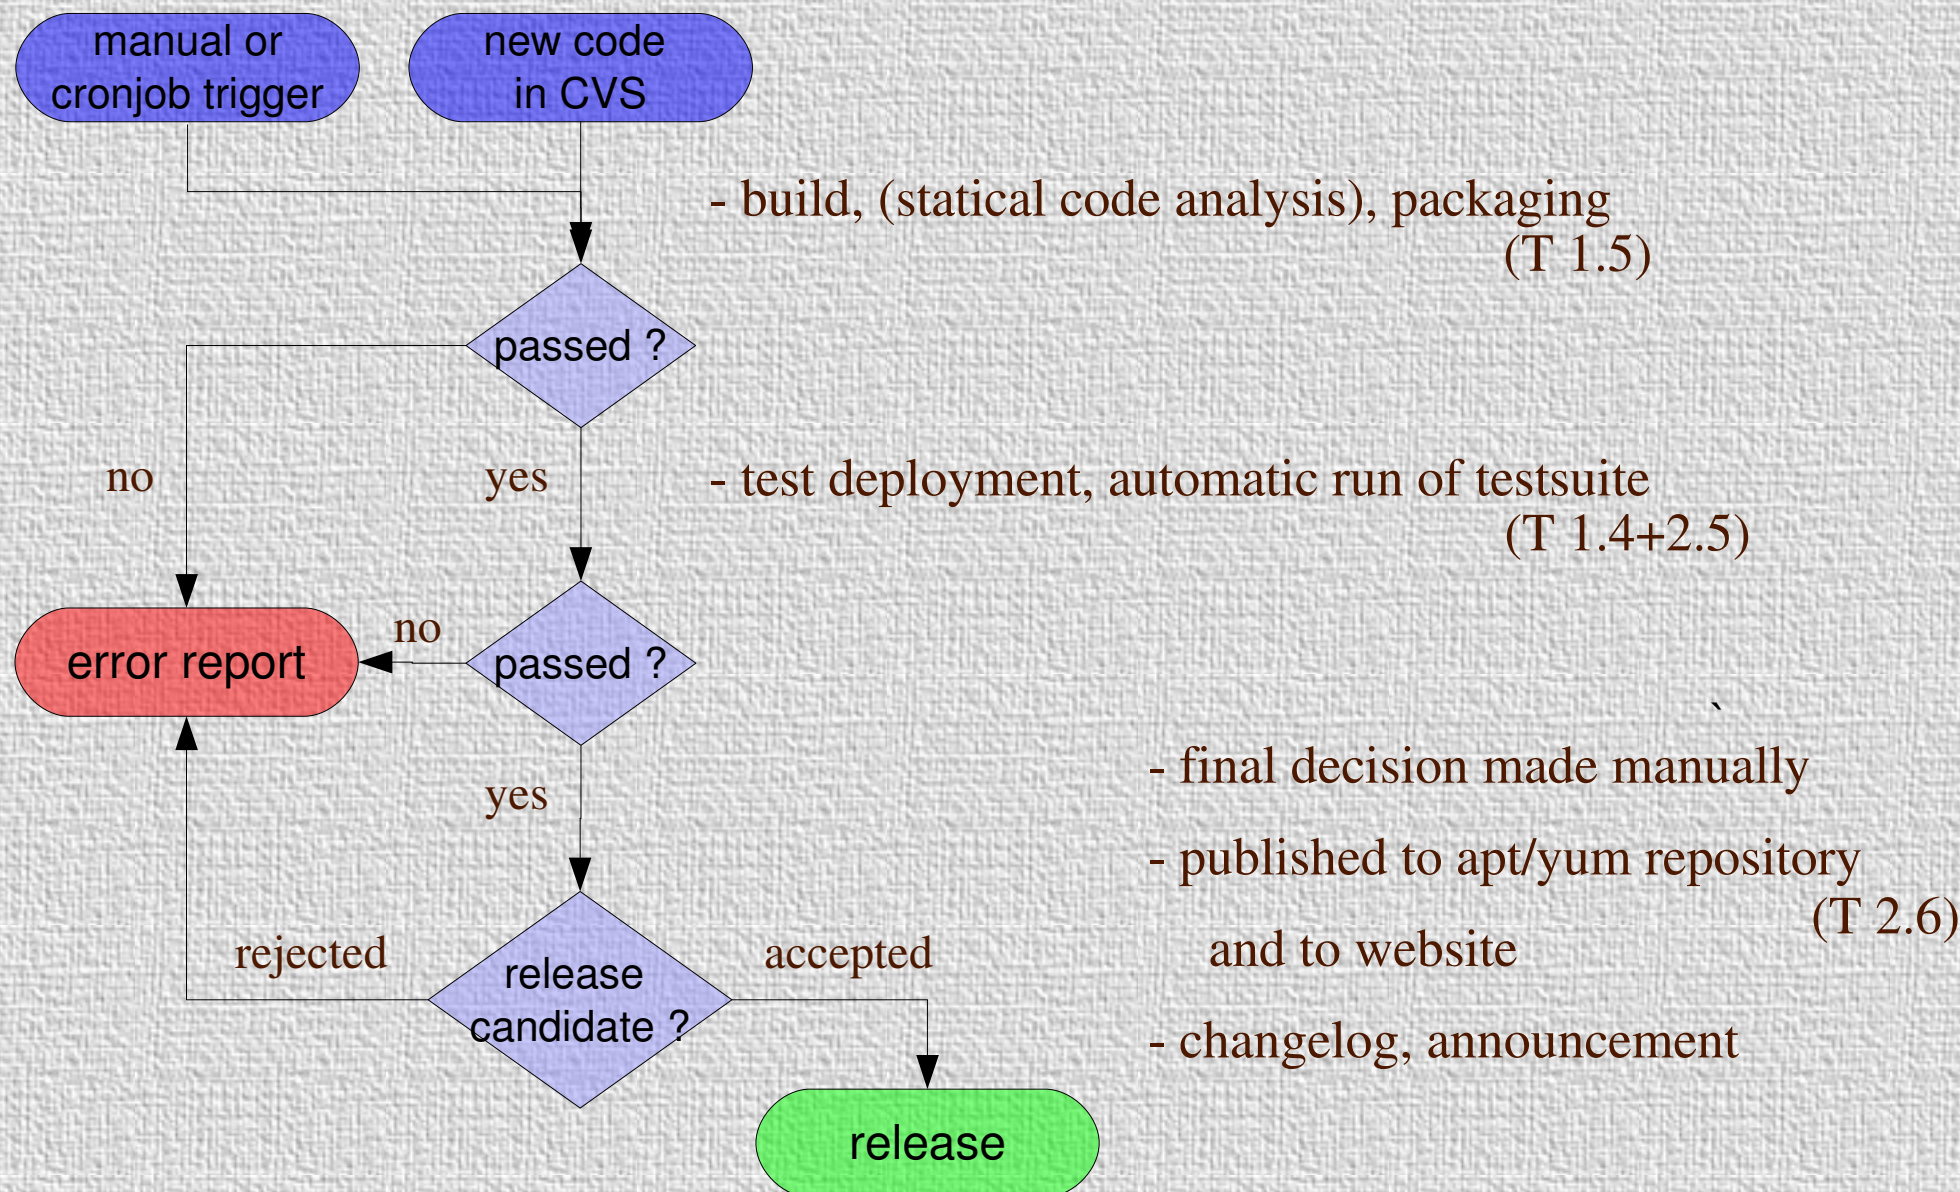 manual or
cronjob trigger
new code
in CVS
- build, (statical code analysis), packaging
(T 1.5)
passed ?
no
yes
- test deployment, automatic run of testsuite
(T 1.4+2.5)
error report
no
passed ?
`
- final decision made manually
yes
- published to apt/yum repository
(T 2.6)
and to website
rejected
release
candidate ?
accepted
- changelog, announcement
release